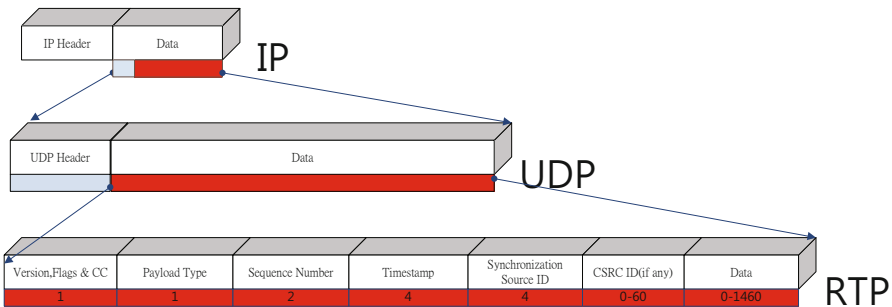 IP Header Data
IP
UDP Header Data
UDP
Version,Flags & CC Payload Type Sequence Number Timestamp Synchronization Source ID CSRC ID(if any) Data
1 1 2 4 4 0-60 0-1460
RTP